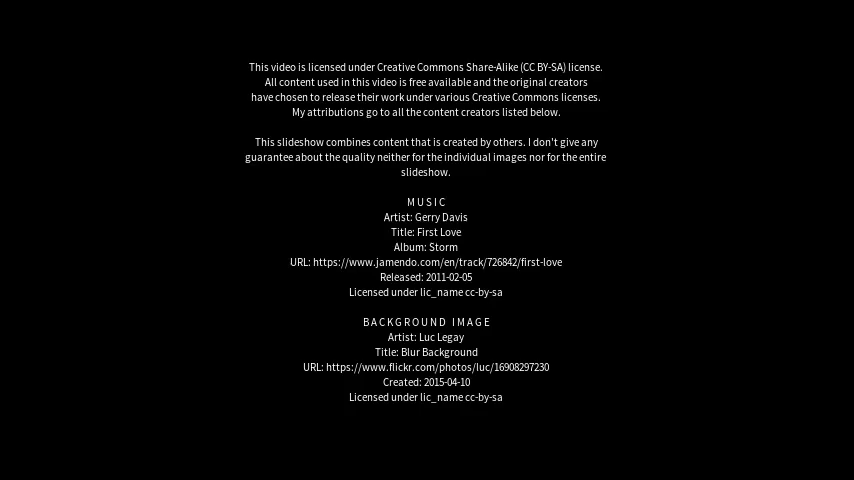 This video is licensed under Creative Commons Share-Alike (CC BY-SA) license.
All content used in this video is free available and the original creators
have chosen to release their work under various Creative Commons licenses.
My attributions go to all the content creators listed below.
This slideshow combines content that is created by others. I don't give any
guarantee about the quality neither for the individual images nor for the entire
slideshow.
MUSIC
Artist: Gerry Davis
Title: First Love
Album: Storm
URL: https://www.jamendo.com/en/track/726842/first-love
Released: 2011-02-05
Licensed under lic_name cc-by-sa
BACKGROUND IMAGE
Artist: Luc Legay
Title: Blur Background
URL: https://www.flickr.com/photos/luc/16908297230
Created: 2015-04-10
Licensed under lic_name cc-by-sa